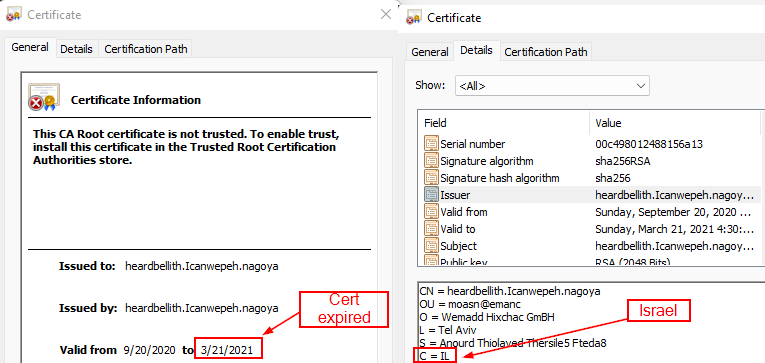 Certificate
General Details Certification Path
Certificate Information
This CA Root certificate is not trusted. To enable trust,
install this certificate in the Trusted Root Certification
Authorities store.
Issued to: heardbellith.Icanwepeh.nagoya
Issued by: heardbellith.Icanwepeh.nagoya
Cert
expired
Valid from 9/20/2020 to 3/21/2021
Certificate
General Details Certification Path
Show: <All>
Field Value
Serial number 00c498012488156a13
Signature algorithm sha256RSA
Signature hash algorithm sha256
Issuer heardbellith.Icanwepeh.nagoy...
Valid from Sunday, September 20, 2020 ...
Valid to Sunday, March 21, 2021 4:30:...
Subject heardbellith.Icanwepeh.nagoy...
Public key RSA (2048 Bits)
CN = heardbellith.Icanwepeh.nagoya
OU = moasn@emanc
O = Wemadd Hixchac GmBH
L = Tel Aviv
S = Anourd Thiolaved Thersile5 Fteda8
C = IL
Israel